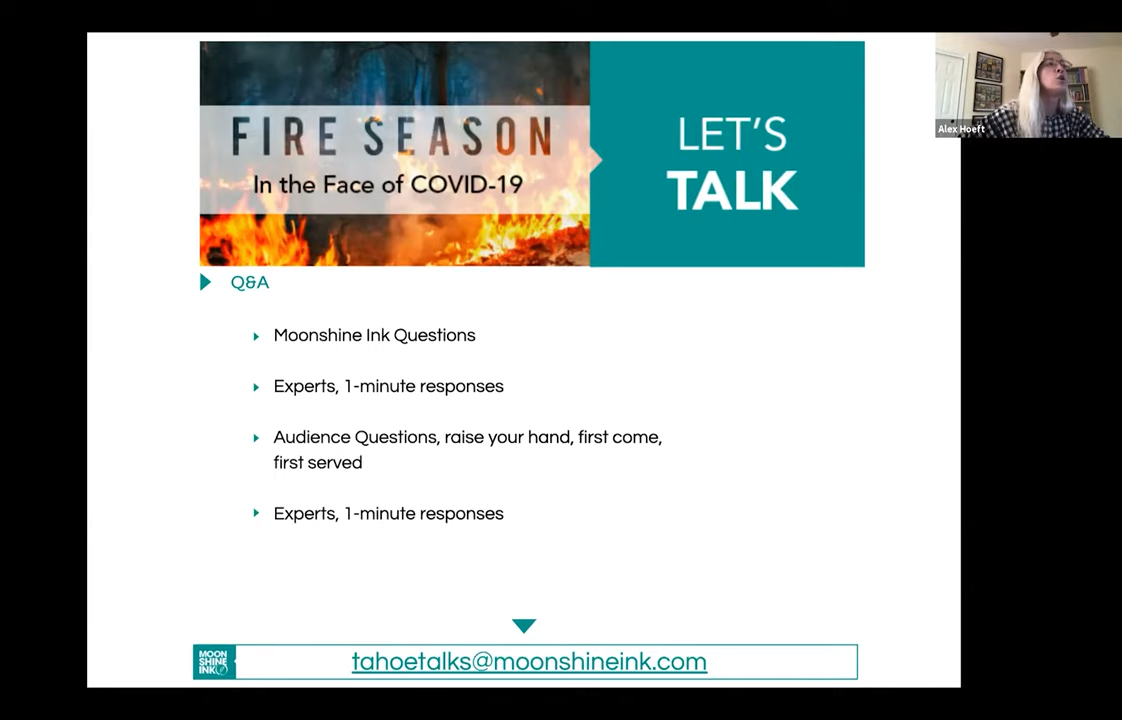 FIRE SEASON
In the Face of COVID-19
LET'S
TALK
Alex Hoeft
Q&A
Moonshine Ink Questions
Experts, 1-minute responses
Audience Questions, raise your hand, first come,
first served
Experts, 1-minute responses
MOON
SHINE
INK
tahoetalks@moonshineink.com